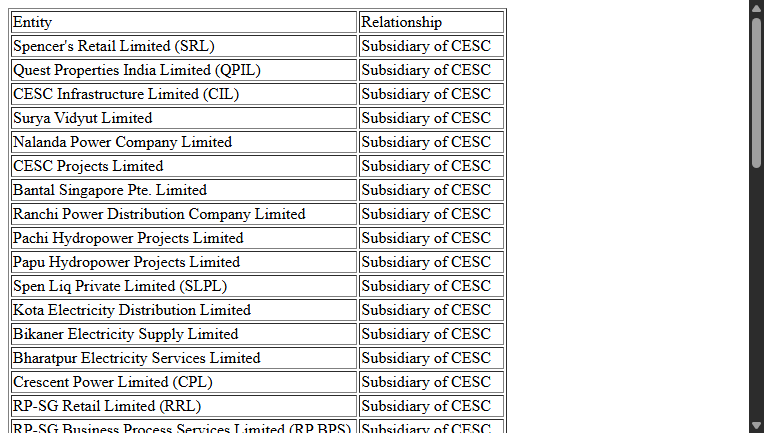 Entity Relationship
Spencer's Retail Limited (SRL) Subsidiary of CESC
Quest Properties India Limited (QPIL) Subsidiary of CESC
CESC Infrastructure Limited (CIL) Subsidiary of CESC
Surya Vidyut Limited Subsidiary of CESC
Nalanda Power Company Limited Subsidiary of CESC
CESC Projects Limited Subsidiary of CESC
Bantal Singapore Pte. Limited Subsidiary of CESC
Ranchi Power Distribution Company Limited Subsidiary of CESC
Pachi Hydropower Projects Limited Subsidiary of CESC
Papu Hydropower Projects Limited Subsidiary of CESC
Spen Liq Private Limited (SLPL) Subsidiary of CESC
Kota Electricity Distribution Limited Subsidiary of CESC
Bikaner Electricity Supply Limited Subsidiary of CESC
Bharatpur Electricity Services Limited Subsidiary of CESC
Crescent Power Limited (CPL) Subsidiary of CESC
RP-SG Retail Limited (RRL) Subsidiary of CESC
RP-SG Business Process Services Limited (RP BPS) Subsidiary of CESC